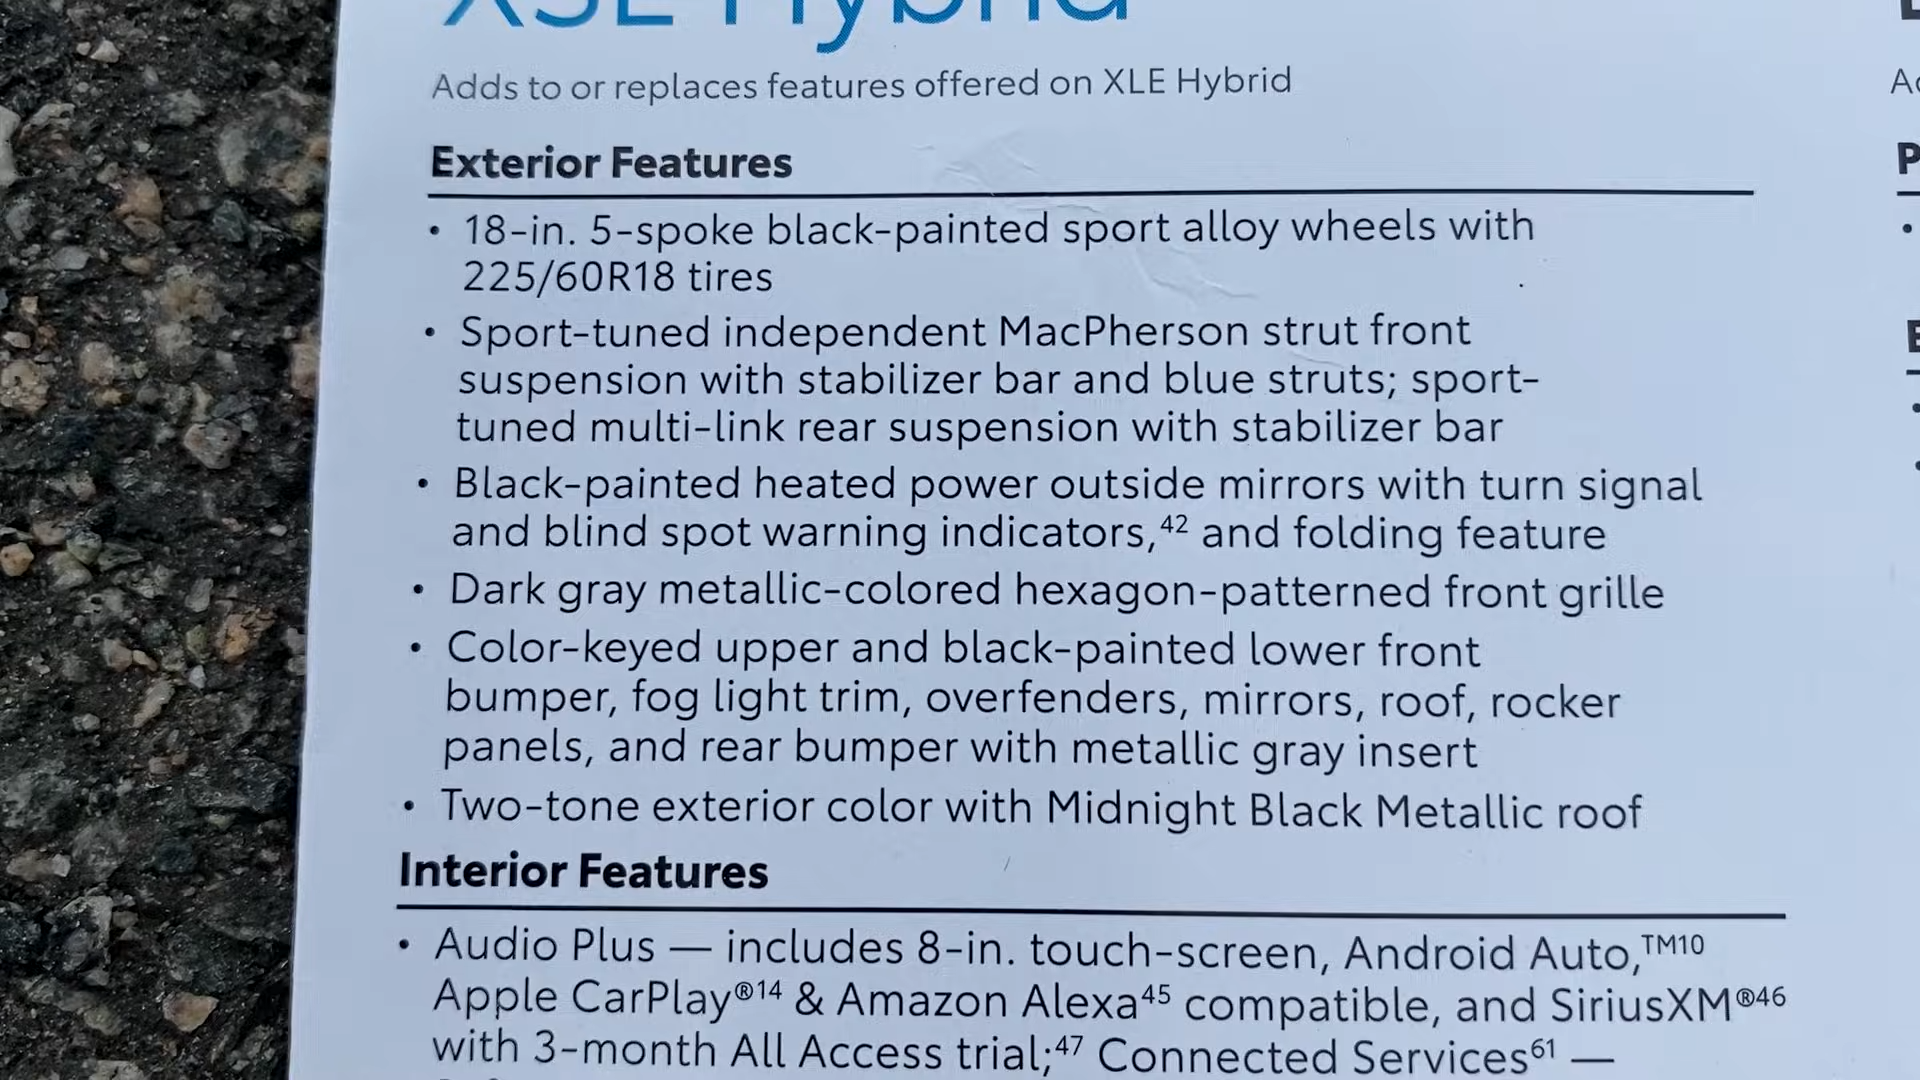 XSE Hybrid
Adds to or replaces features offered on XLE Hybrid
Exterior Features
• 18-in. 5-spoke black-painted sport alloy wheels with
225/60R18 tires
• Sport-tuned independent MacPherson strut front
suspension with stabilizer bar and blue struts; sport-
tuned multi-link rear suspension with stabilizer bar
• Black-painted heated power outside mirrors with turn signal
and blind spot warning indicators,⁴² and folding feature
• Dark gray metallic-colored hexagon-patterned front grille
• Color-keyed upper and black-painted lower front
bumper, fog light trim, overfenders, mirrors, roof, rocker
panels, and rear bumper with metallic gray insert
• Two-tone exterior color with Midnight Black Metallic roof
Interior Features
• Audio Plus — includes 8-in. touch-screen, Android Auto,™¹⁰
Apple CarPlay®¹⁴ & Amazon Alexa⁴⁵ compatible, and SiriusXM®⁴⁶
with 3-month All Access trial;⁴⁷ Connected Services⁶¹ —